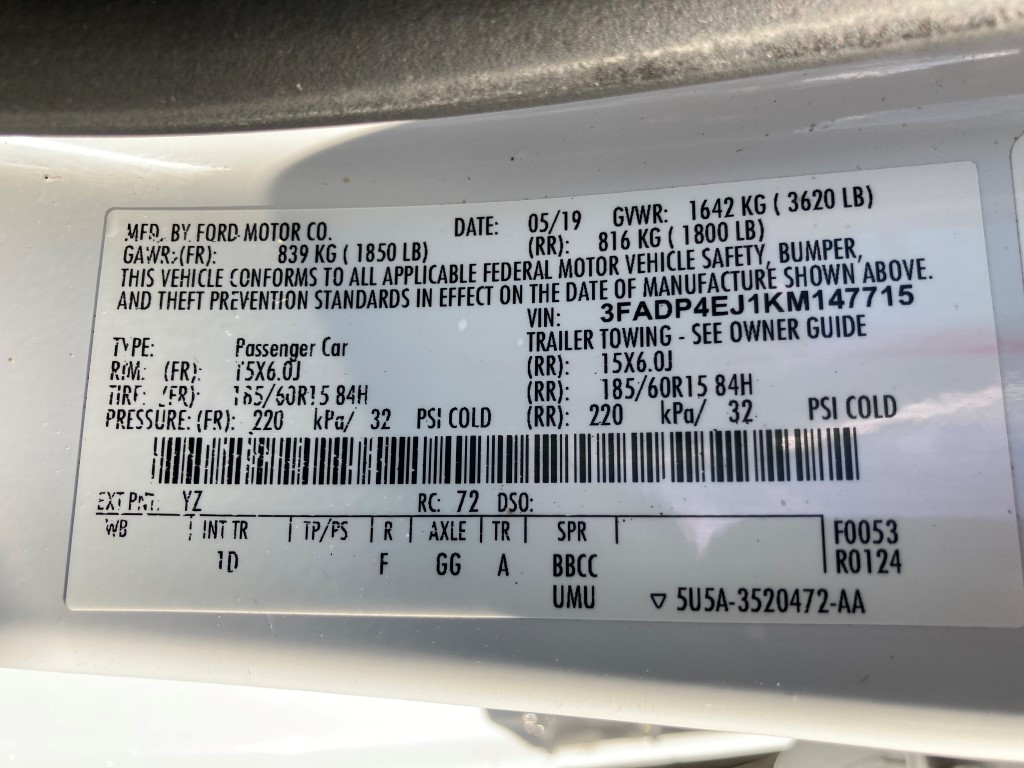 MFD. BY FORD MOTOR CO. DATE: 05/19 GVWR: 1642 KG ( 3620 LB)
GAWR:(FR): 839 KG ( 1850 LB) (RR): 816 KG ( 1800 LB)
THIS VEHICLE CONFORMS TO ALL APPLICABLE FEDERAL MOTOR VEHICLE SAFETY, BUMPER,
AND THEFT PREVENTION STANDARDS IN EFFECT ON THE DATE OF MANUFACTURE SHOWN ABOVE.
VIN: 3FADP4EJ1KM147715
TRAILER TOWING - SEE OWNER GUIDE
TYPE: Passenger Car
RIM: (FR): 15X6.0J (RR): 15X6.0J
TIRE: (FR): 185/60R15 84H (RR): 185/60R15 84H
PRESSURE: (FR): 220 kPa/ 32 PSI COLD (RR): 220 kPa/ 32 PSI COLD
EXT PNT: YZ RC: 72 DSO:
WB INT TR TP/PS R AXLE TR SPR F0053
1D F GG A BBCC R0124
UMU ▽ 5U5A-3520472-AA